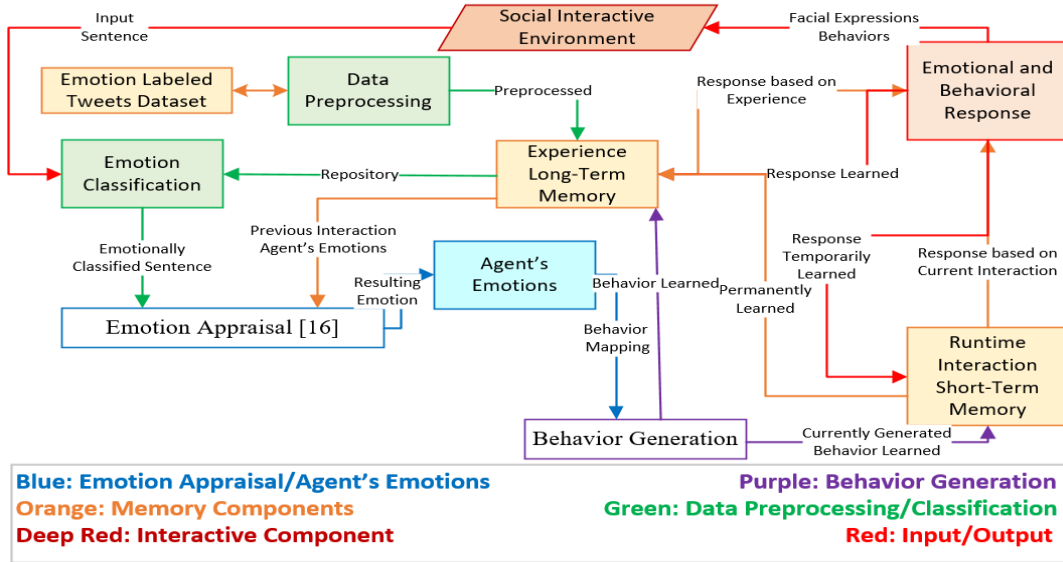 Input
Sentence
Social Interactive
Environment
Facial Expressions
Behaviors
Emotion Labeled
Tweets Dataset
Data
Preprocessing
Preprocessed
Response based on
Experience
Emotional and
Behavioral
Response
Emotion
Classification
Repository
Experience
Long-Term
Memory
Response Learned
Emotionally
Classified Sentence
Previous Interaction
Agent's Emotions
Resulting
Emotion
Agent's
Emotions
Behavior Learned
Response
Temporarily
Learned
Response based on
Current Interaction
Permanently
Learned
Emotion Appraisal [16]
Behavior
Mapping
Runtime
Interaction
Short-Term
Memory
Behavior Generation
Currently Generated
Behavior Learned
Blue: Emotion Appraisal/Agent's Emotions
Purple: Behavior Generation
Orange: Memory Components
Green: Data Preprocessing/Classification
Deep Red: Interactive Component
Red: Input/Output